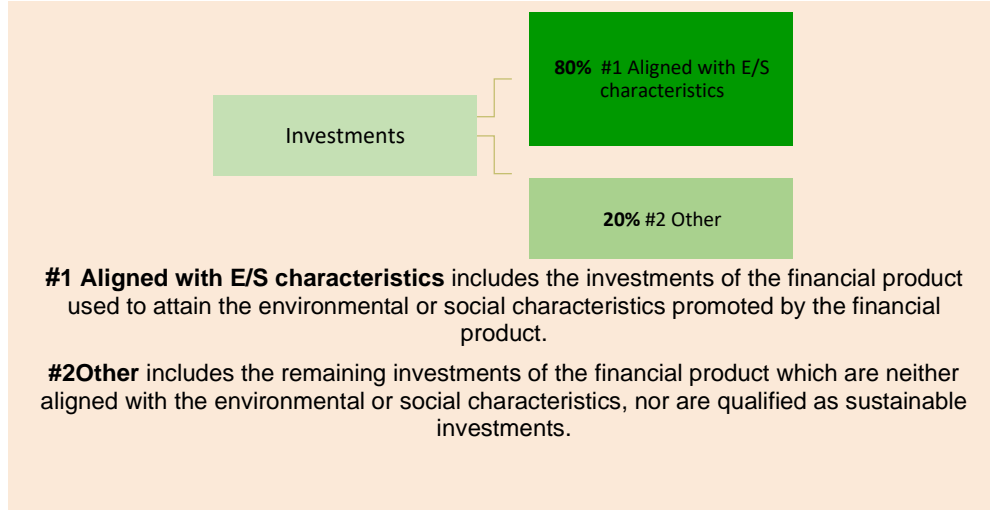 80% #1 Aligned with E/S
characteristics
Investments
20% #2 Other
#1 Aligned with E/S characteristics includes the investments of the financial product
used to attain the environmental or social characteristics promoted by the financial
product.
#2Other includes the remaining investments of the financial product which are neither
aligned with the environmental or social characteristics, nor are qualified as sustainable
investments.